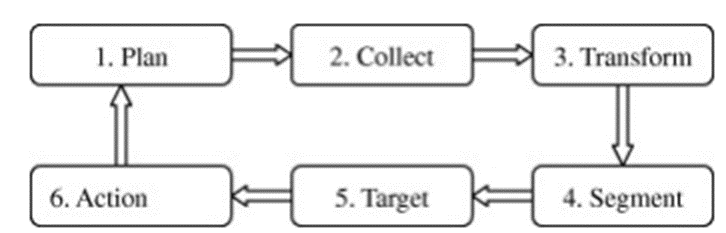 1. Plan
2. Collect
3. Transform
4. Segment
5. Target
6. Action